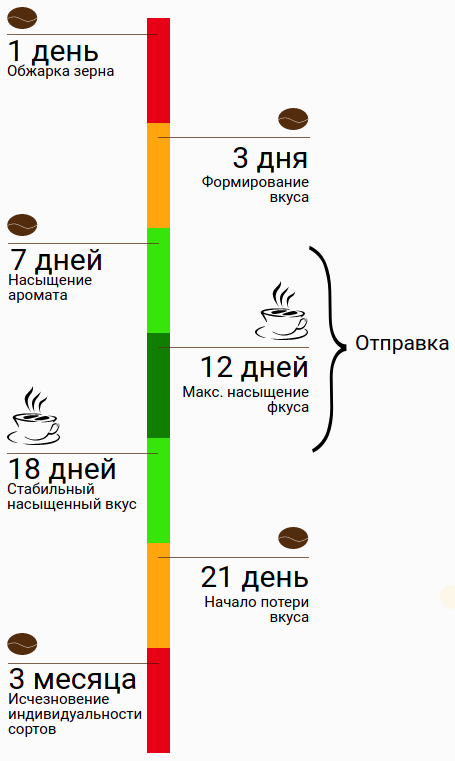 1 день
Обжарка зерна
3 дня
Формирование
вкуса
7 дней
Насыщение
аромата
Отправка
12 дней
Макс. насыщение
фкуса
18 дней
Стабильный
насыщенный вкус
21 день
Начало потери
вкуса
3 месяца
Исчезновение
индивидуальности
сортов